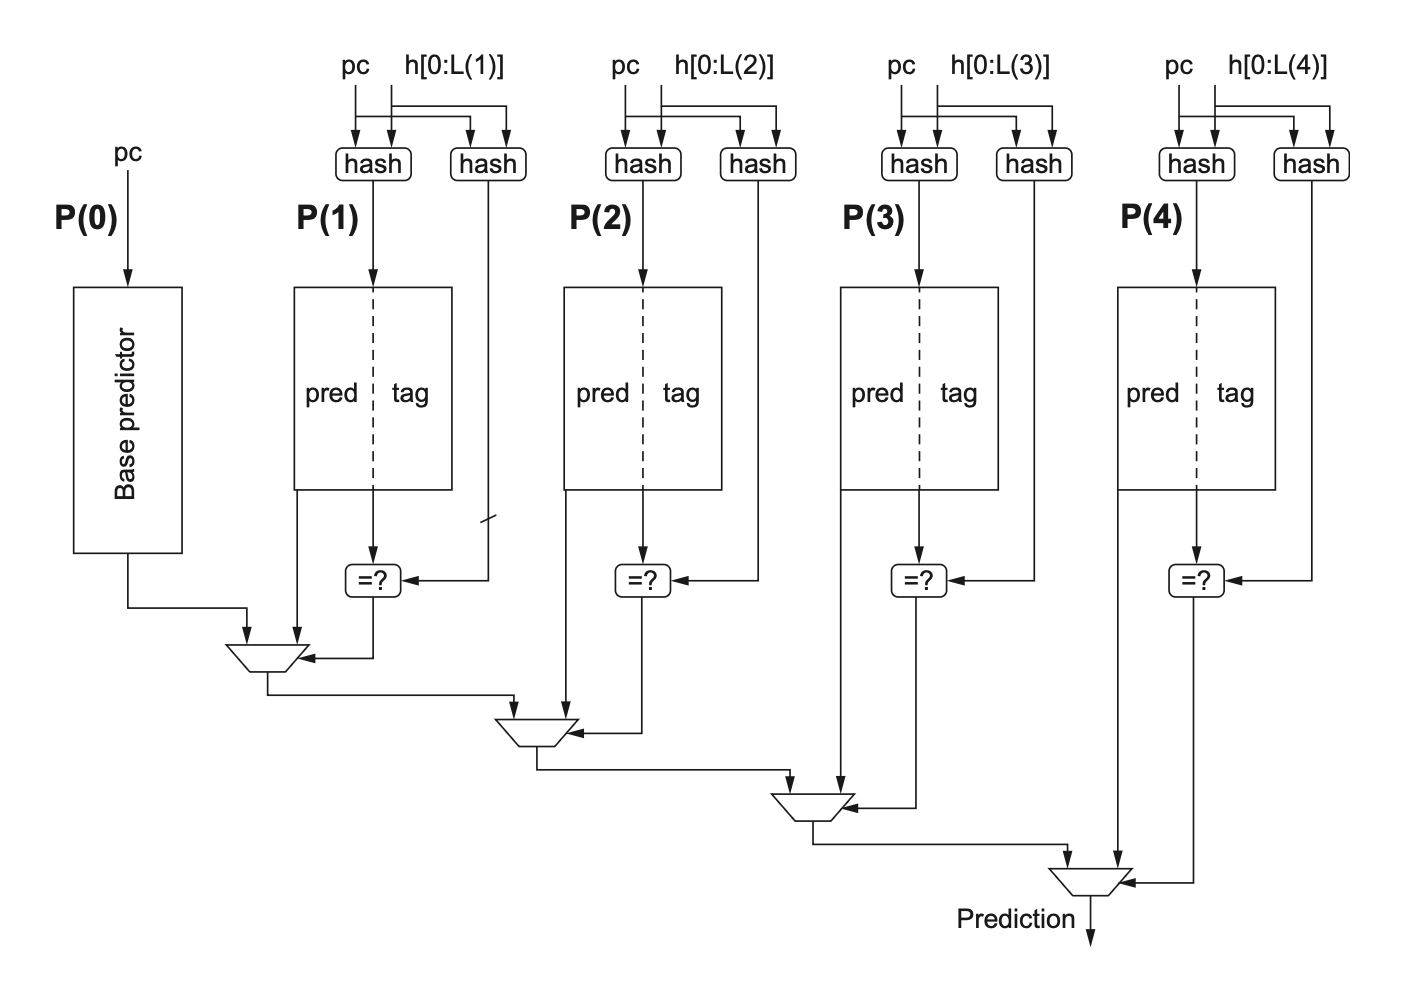 pc h[0:L(1)] pc h[0:L(2)] pc h[0:L(3)] pc h[0:L(4)]
hash hash hash hash hash hash hash hash
pc
P(0) P(1) P(2) P(3) P(4)
Base predictor
pred tag pred tag pred tag pred tag
=? =? =? =?
Prediction